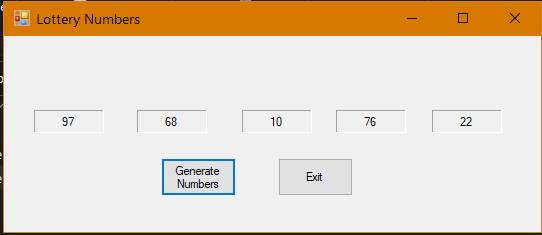 Lottery Numbers
97 68 10 76 22
Generate
Numbers
Exit